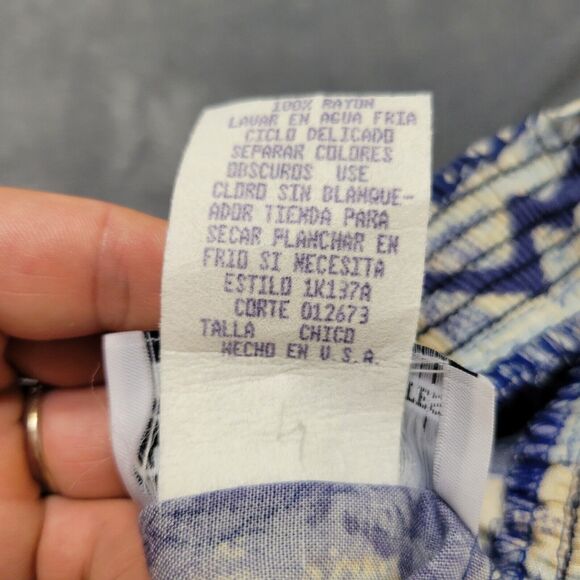 100% RAYON
LAVAR EN AGUA FRIA
CICLO DELICADO
SEPARAR COLORES
OBSCUROS USE
CLORO SIN BLANQUE-
ADOR TIENDA PARA
SECAR PLANCHAR EN
FRIO SI NECESITA
ESTILO 1K137A
CORTE 012673
TALLA CHICO
HECHO EN U.S.A.